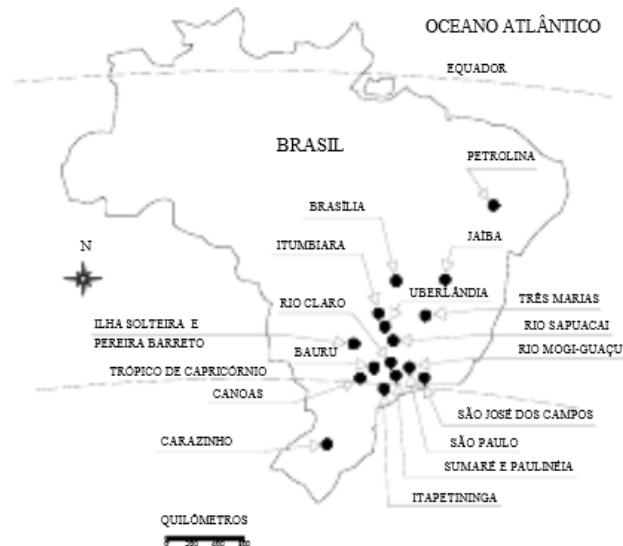 OCEANO ATLÂNTICO
EQUADOR
BRASIL
PETROLINA
BRASÍLIA
N
ITUMBIARA
JAÍBA
UBERLÂNDIA
RIO CLARO
TRÊS MARIAS
ILHA SOLTEIRA E
PEREIRA BARRETO
RIO SAPUACAI
BAURU
RIO MOGI-GUAÇU
TRÓPICO DE CAPRICÓRNIO
CANOAS
SÃO JOSÉ DOS CAMPOS
CARAZINHO
SÃO PAULO
SUMARÉ E PAULINÉIA
ITAPETININGA
QUILÔMETROS